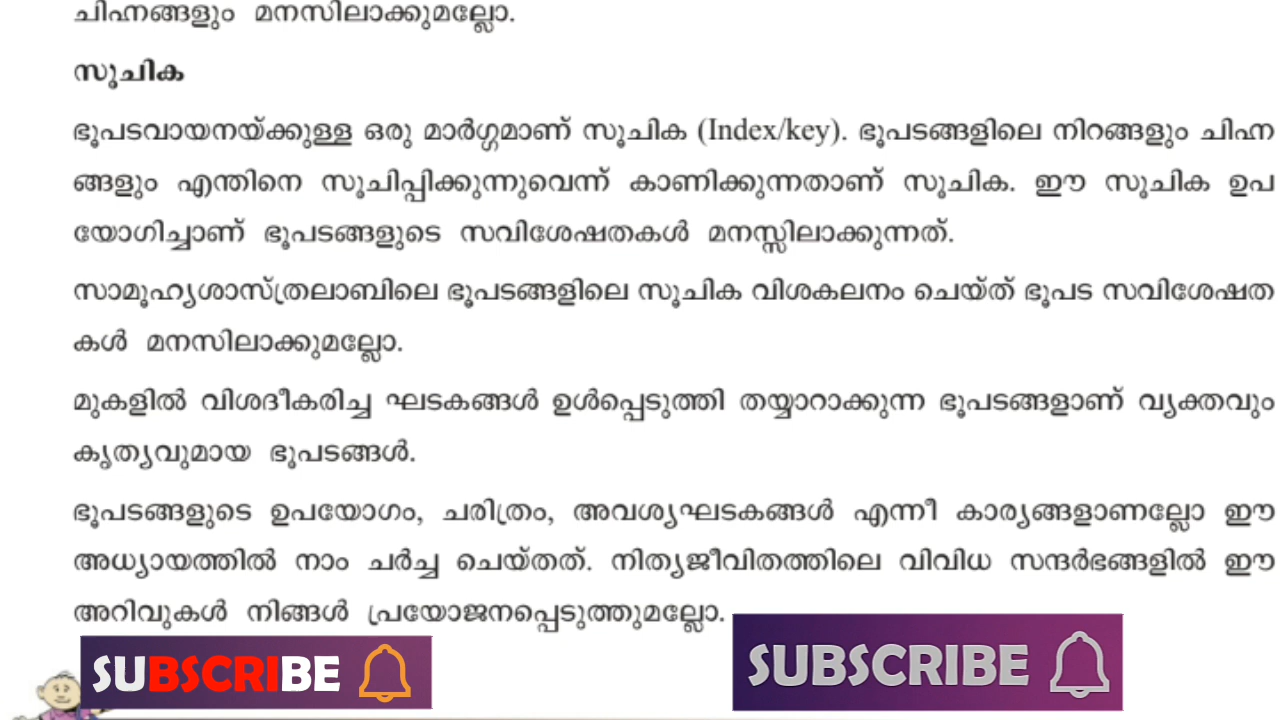 ചിഹ്നങ്ങളും മനസിലാക്കുമല്ലോ.
സൂചിക
ഭൂപടവായനയ്ക്കുള്ള ഒരു മാർഗ്ഗമാണ് സൂചിക (Index/key). ഭൂപടങ്ങളിലെ നിറങ്ങളും ചിഹ്ന
ങ്ങളും എന്തിനെ സൂചിപ്പിക്കുന്നുവെന്ന് കാണിക്കുന്നതാണ് സൂചിക. ഈ സൂചിക ഉപ
യോഗിച്ചാണ് ഭൂപടങ്ങളുടെ സവിശേഷതകൾ മനസ്സിലാക്കുന്നത്.
സാമൂഹ്യശാസ്ത്രലാബിലെ ഭൂപടങ്ങളിലെ സൂചിക വിശകലനം ചെയ്ത് ഭൂപട സവിശേഷത
കൾ മനസിലാക്കുമല്ലോ.
മുകളിൽ വിശദീകരിച്ച ഘടകങ്ങൾ ഉൾപ്പെടുത്തി തയ്യാറാക്കുന്ന ഭൂപടങ്ങളാണ് വ്യക്തവും
കൃത്യവുമായ ഭൂപടങ്ങൾ.
ഭൂപടങ്ങളുടെ ഉപയോഗം, ചരിത്രം, അവശ്യഘടകങ്ങൾ എന്നീ കാര്യങ്ങളാണല്ലോ ഈ
അധ്യായത്തിൽ നാം ചർച്ച ചെയ്തത്. നിത്യജീവിതത്തിലെ വിവിധ സന്ദർഭങ്ങളിൽ ഈ
അറിവുകൾ നിങ്ങൾ പ്രയോജനപ്പെടുത്തുമല്ലോ.
SUBSCRIBE
SUBSCRIBE